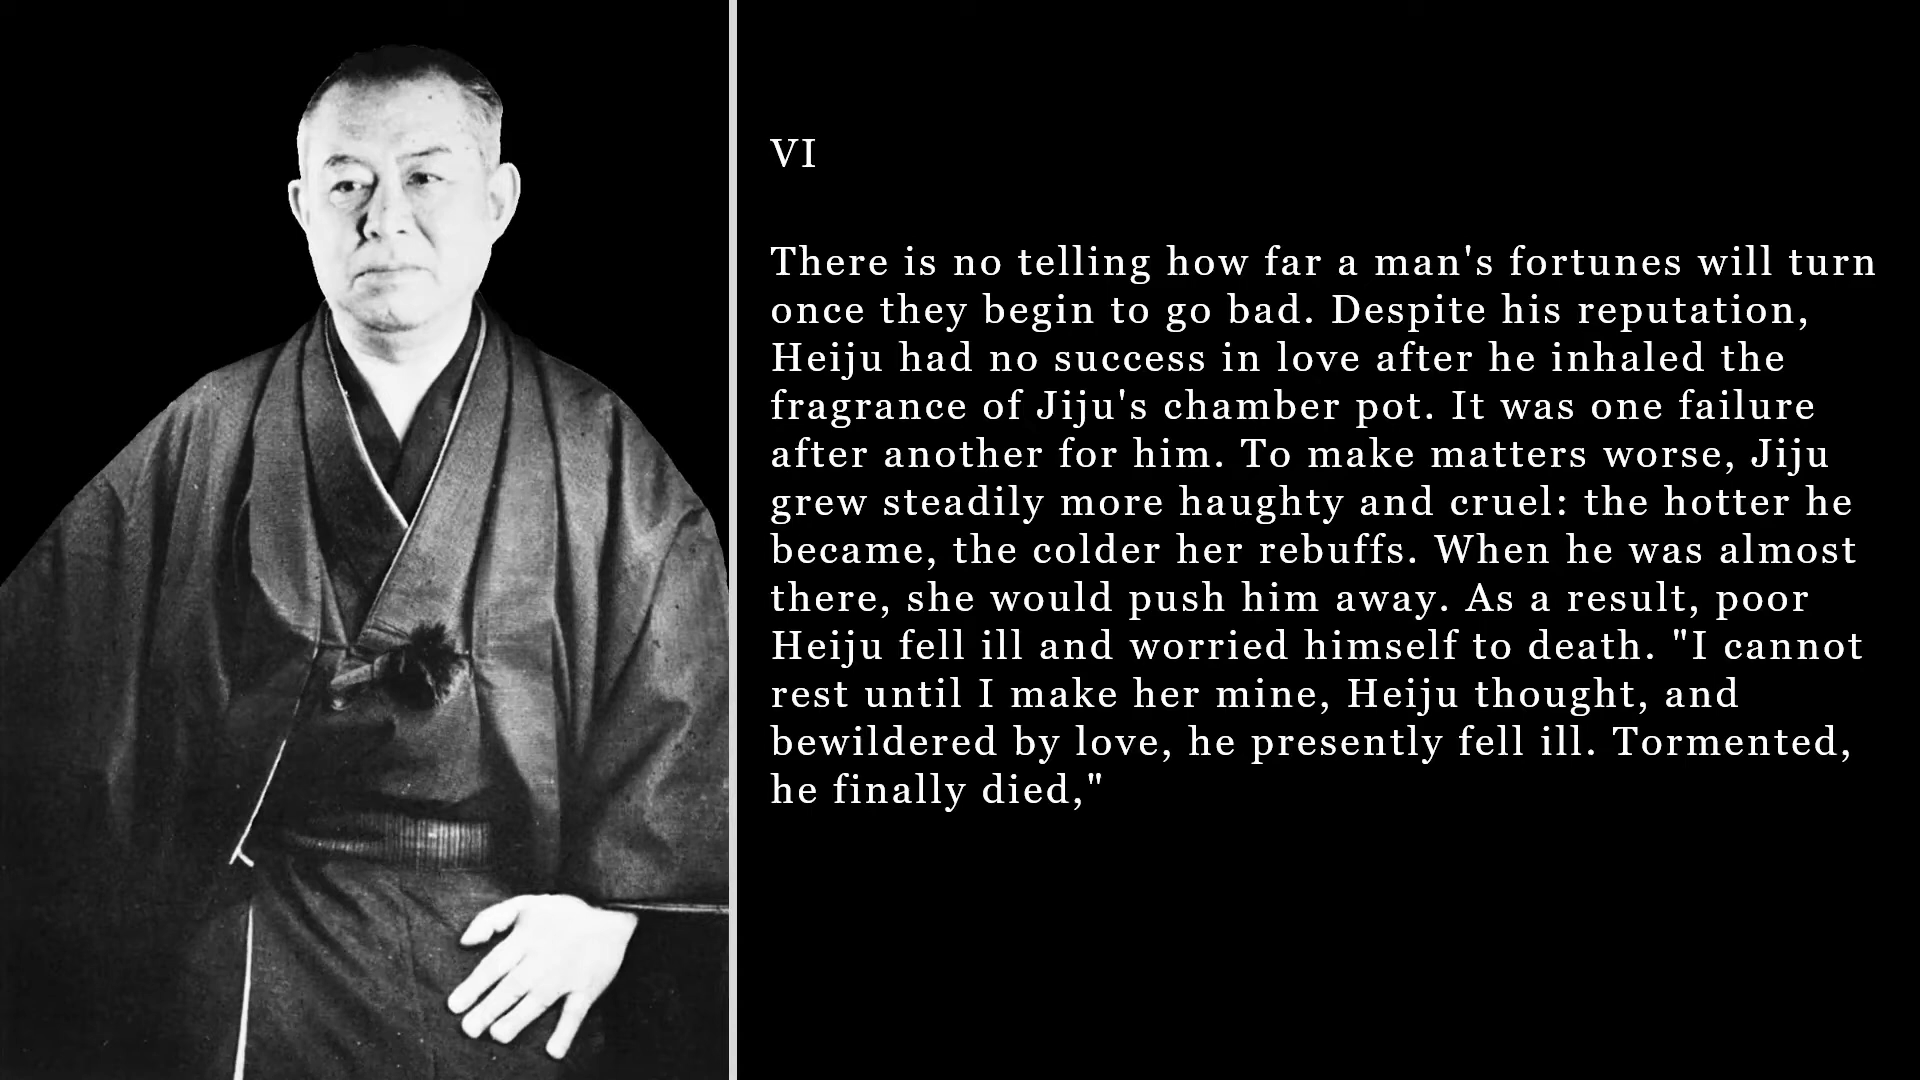 VI
There is no telling how far a man's fortunes will turn
once they begin to go bad. Despite his reputation,
Heiju had no success in love after he inhaled the
fragrance of Jiju's chamber pot. It was one failure
after another for him. To make matters worse, Jiju
grew steadily more haughty and cruel: the hotter he
became, the colder her rebuffs. When he was almost
there, she would push him away. As a result, poor
Heiju fell ill and worried himself to death. "I cannot
rest until I make her mine, Heiju thought, and
bewildered by love, he presently fell ill. Tormented,
he finally died,"